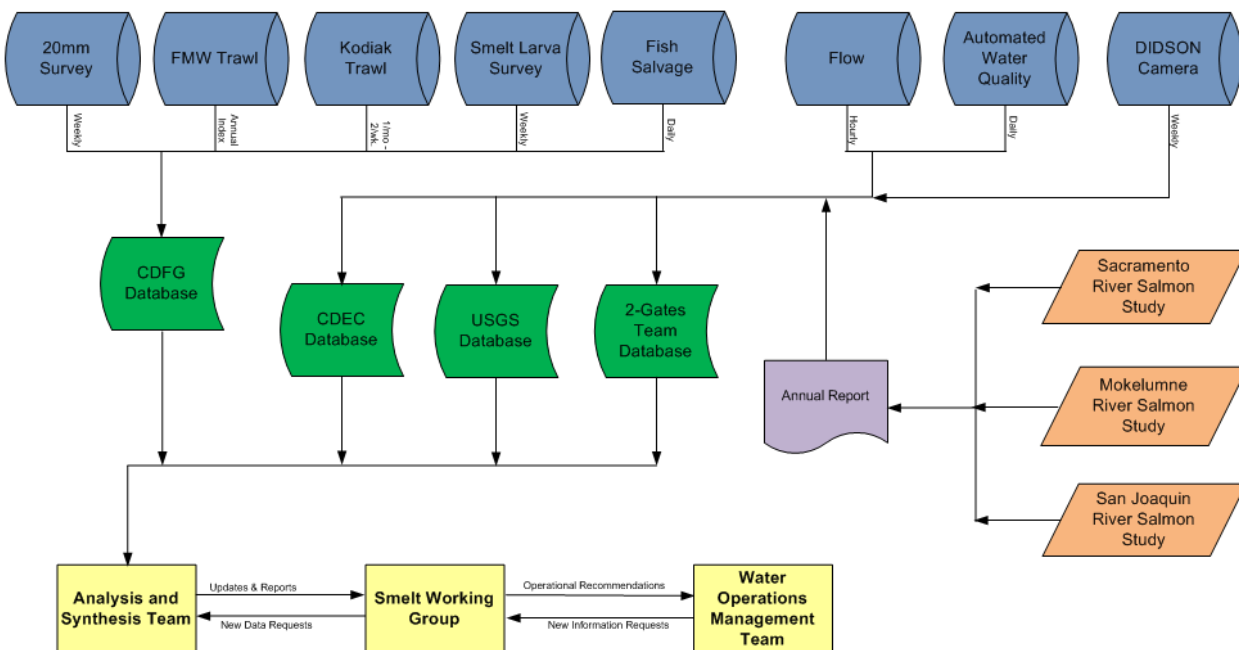 20mm
Survey
FMW Trawl
Kodiak
Trawl
Smelt Larva
Survey
Fish
Salvage
Flow
Automated
Water
Quality
DIDSON
Camera
Weekly
Annual
Index
1/mo -
2/wk.
Weekly
Daily
Hourly
Daily
Weekly
CDFG
Database
CDEC
Database
USGS
Database
2-Gates
Team
Database
Annual Report
Sacramento
River Salmon
Study
Mokelumne
River Salmon
Study
San Joaquin
River Salmon
Study
Analysis and
Synthesis Team
Updates & Reports
New Data Requests
Smelt Working
Group
Operational Recommendations
New Information Requests
Water
Operations
Management
Team